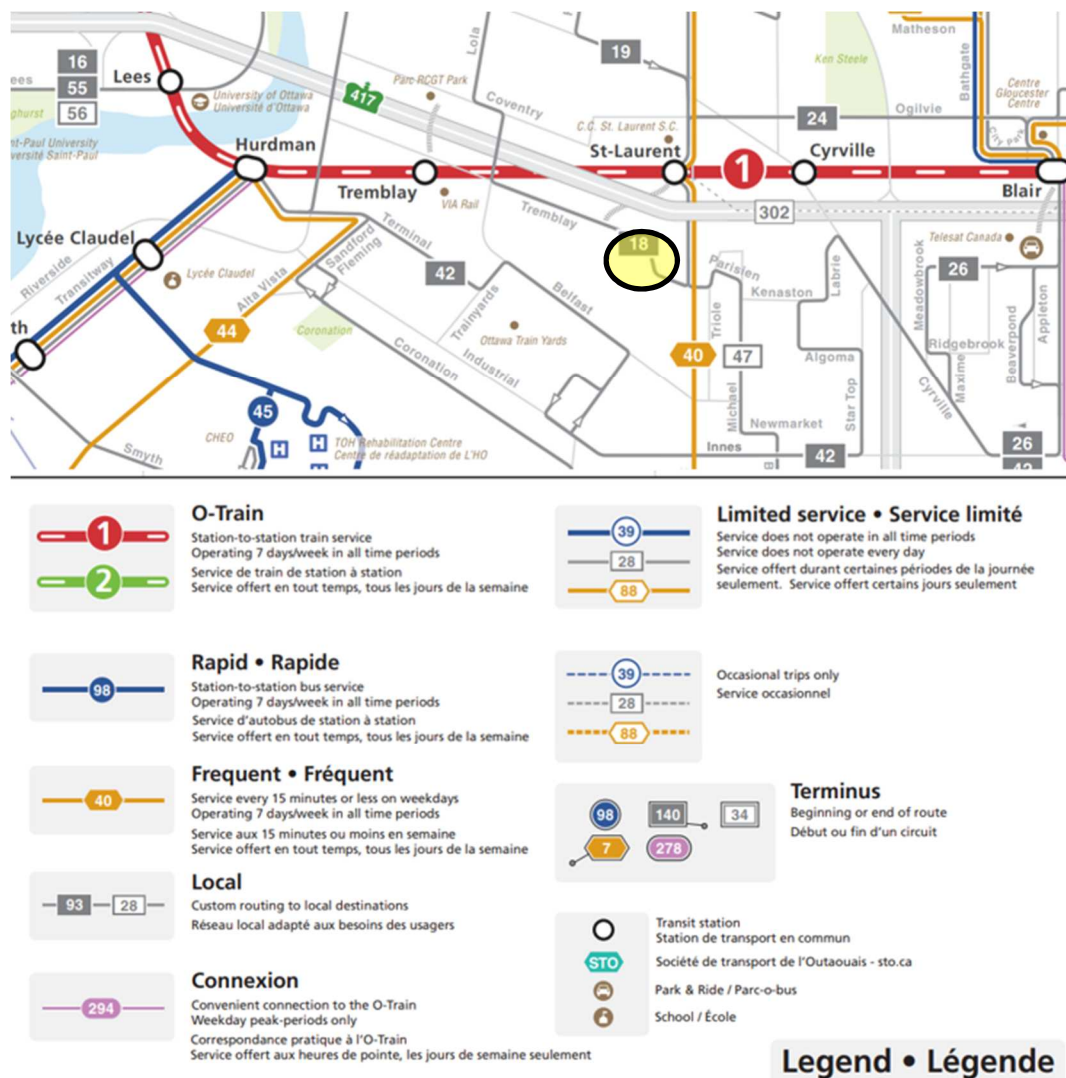 16
55
56
Lees
ees
ghurst
nt-Paul University
versité Saint-Paul
University of Ottawa
Université d'Ottawa
Hurdman
417
Lola
Parc RCGT Park
Coventry
19
C.C. St. Laurent S.C.
St-Laurent
1
Cyrville
Ken Steele
Matheson
Bathgate
Centre
Gloucester
Centre
Ogilvie
24
City Park
Blair
Tremblay
VIA Rail
Tremblay
302
Telesat Canada
Lycée Claudel
Riverside
Transitway
Lycée Claudel
Alta Vista
Sandford
Fleming
Terminal
42
Trainyards
Belfast
18
Parisien
Kenaston
Labrie
Meadowbrook
26
Beaverpond
Appleton
th
44
Coronation
Coronation
Ottawa Train Yards
Industrial
40
Triole
47
Michael
Algoma
Star Top
Cyrville
Ridgebrook
Maxime
45
CHEO
H
H
TOH Rehabilitation Centre
Centre de réadaptation de L'HO
Smyth
Innes
Newmarket
B
42
26
42
1
2
O-Train
Station-to-station train service
Operating 7 days/week in all time periods
Service de train de station à station
Service offert en tout temps, tous les jours de la semaine
98
Rapid • Rapide
Station-to-station bus service
Operating 7 days/week in all time periods
Service d'autobus de station à station
Service offert en tout temps, tous les jours de la semaine
40
Frequent • Fréquent
Service every 15 minutes or less on weekdays
Operating 7 days/week in all time periods
Service aux 15 minutes ou moins en semaine
Service offert en tout temps, tous les jours de la semaine
93 28
Local
Custom routing to local destinations
Réseau local adapté aux besoins des usagers
294
Connexion
Convenient connection to the O-Train
Weekday peak-periods only
Correspondance pratique à l'O-Train
Service offert aux heures de pointe, les jours de semaine seulement
39
28
88
Limited service • Service limité
Service does not operate in all time periods
Service does not operate every day
Service offert durant certaines périodes de la journée
seulement. Service offert certains jours seulement
39
28
88
Occasional trips only
Service occasionnel
98 140 34
7 278
Terminus
Beginning or end of route
Début ou fin d'un circuit
Transit station
Station de transport en commun
STO
Société de transport de l'Outaouais - sto.ca
Park & Ride / Parc-o-bus
School / École
Legend • Légende